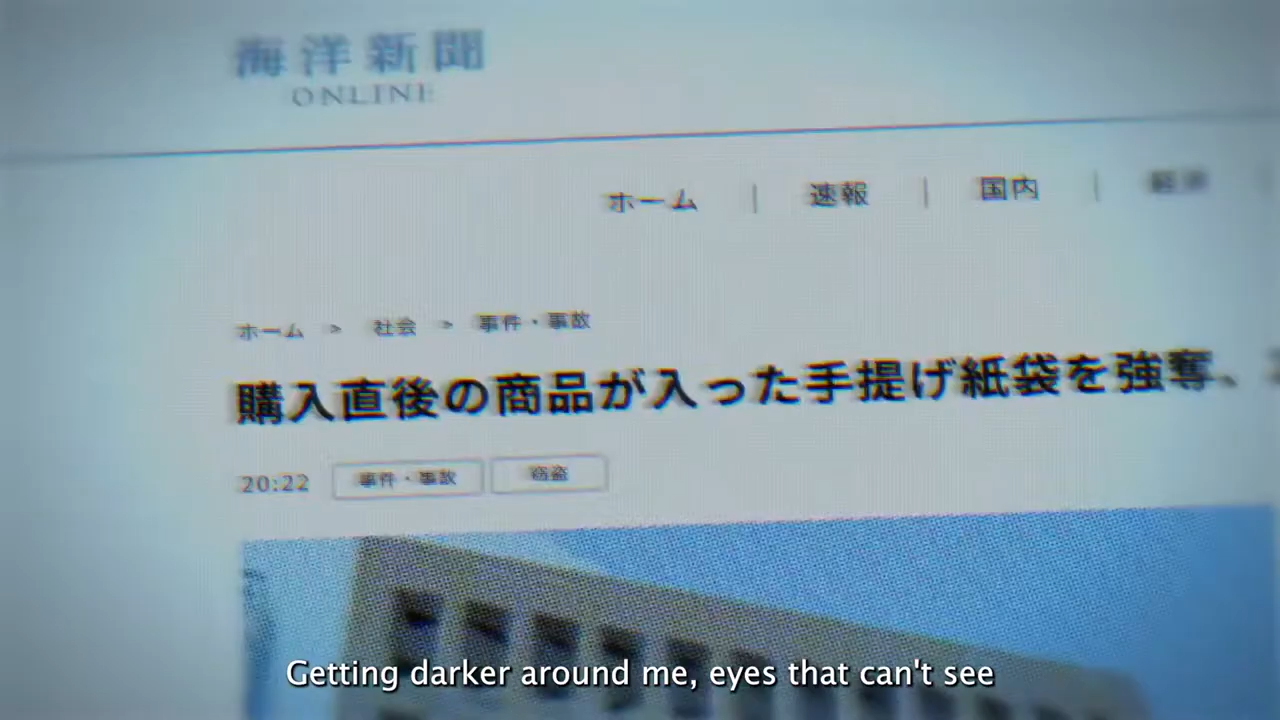 海洋新聞
ONLINE
ホーム | 速報 | 国内 | 経済
ホーム > 社会 > 事件・事故
購入直後の商品が入った手提げ紙袋を強奪、
20:22 事件・事故 窃盗
Getting darker around me, eyes that can't see